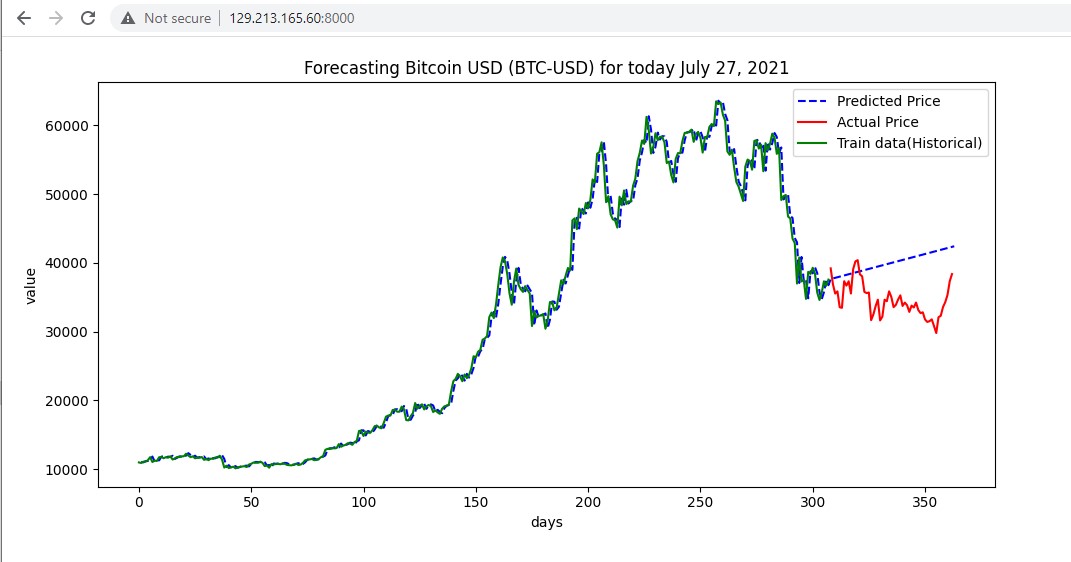 Not secure 129.213.165.60:8000
Forecasting Bitcoin USD (BTC-USD) for today July 27, 2021
Predicted Price
Actual Price
Train data(Historical)
60000
50000
40000
30000
20000
10000
value
0 50 100 150 200 250 300 350
days